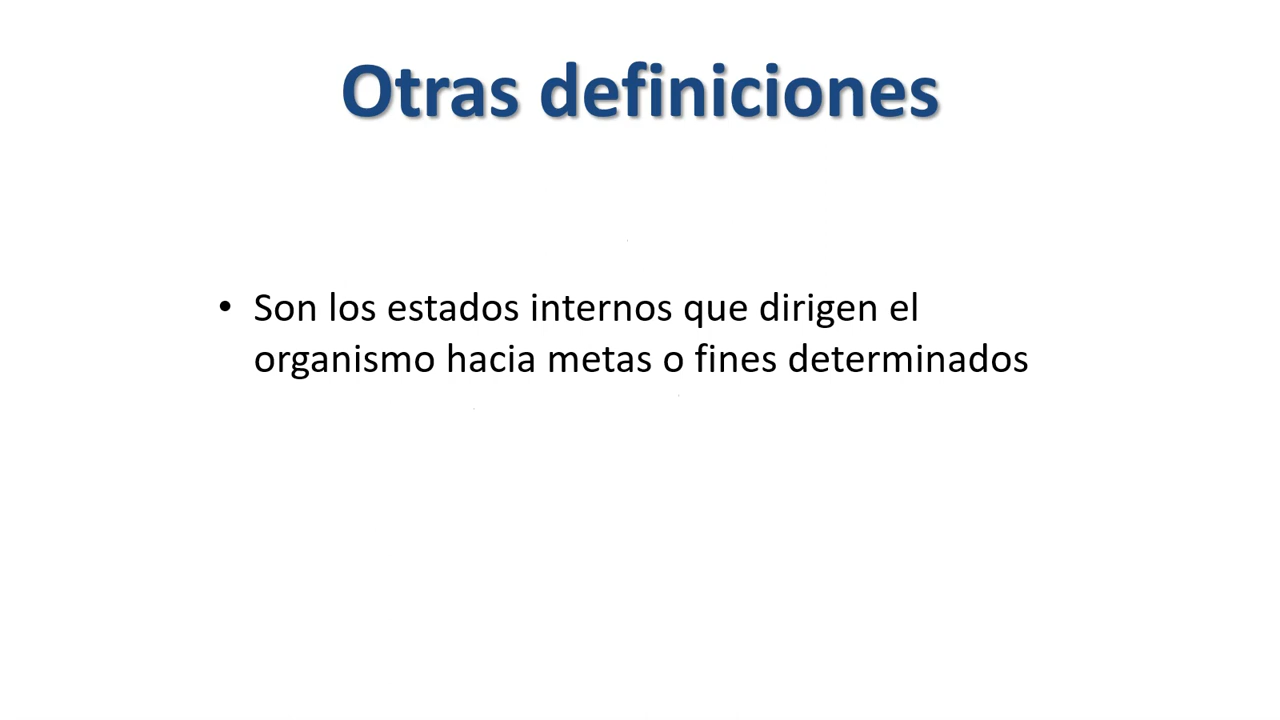 Otras definiciones
• Son los estados internos que dirigen el
organismo hacia metas o fines determinados